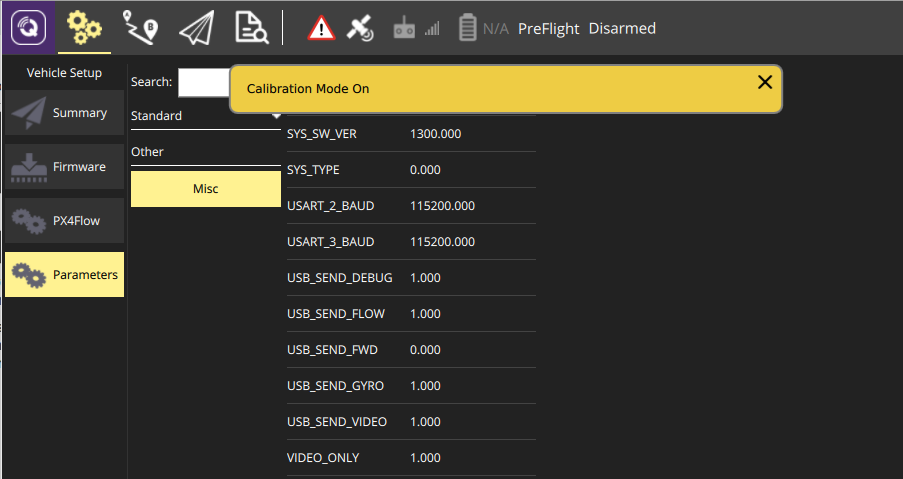 N/A PreFlight Disarmed
Vehicle Setup
Summary
Firmware
PX4Flow
Parameters
Search:
Calibration Mode On
Standard
Other
Misc
SYS_SW_VER 1300.000
SYS_TYPE 0.000
USART_2_BAUD 115200.000
USART_3_BAUD 115200.000
USB_SEND_DEBUG 1.000
USB_SEND_FLOW 1.000
USB_SEND_FWD 0.000
USB_SEND_GYRO 1.000
USB_SEND_VIDEO 1.000
VIDEO_ONLY 1.000